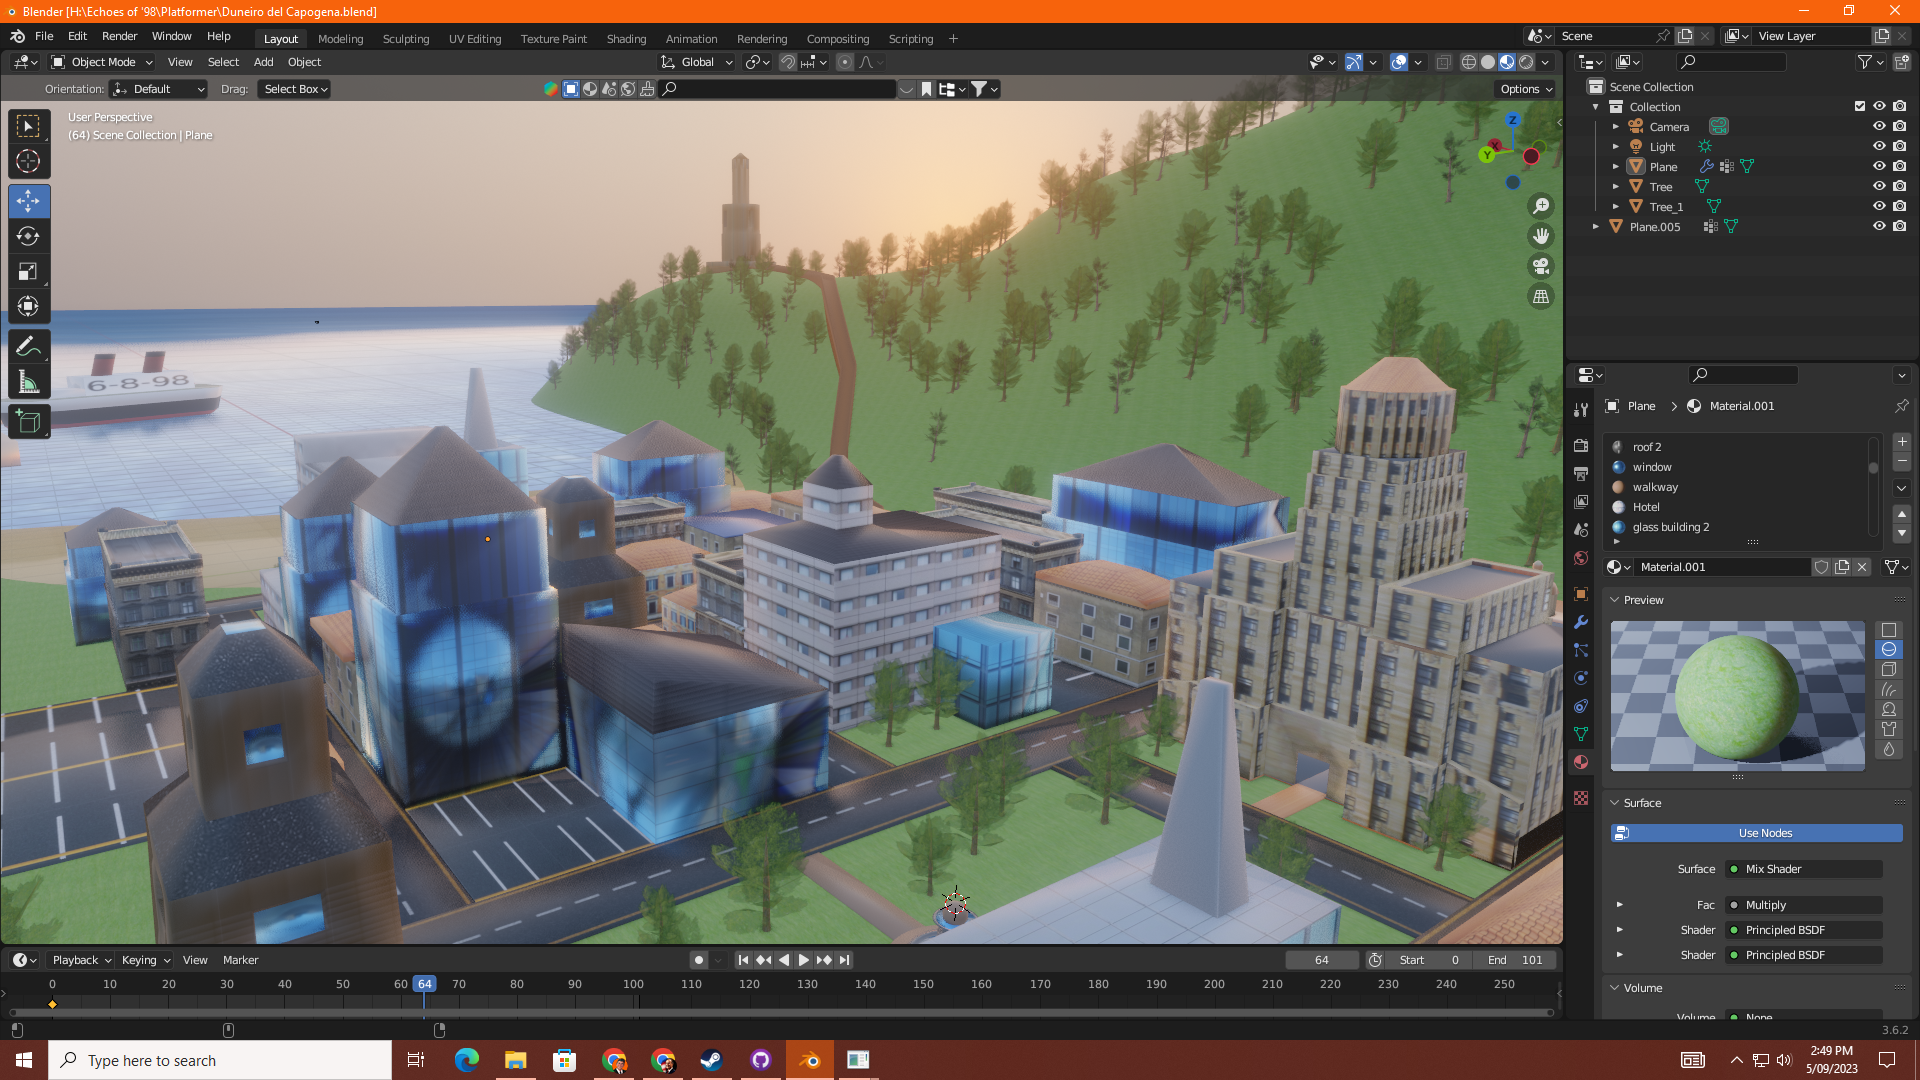 Blender [H:\Echoes of '98\Platformer\Duneiro del Capogena.blend]
File Edit Render Window Help Layout Modeling Sculpting UV Editing Texture Paint Shading Animation Rendering Compositing Scripting + Scene View Layer
Object Mode View Select Add Object Global
Orientation: Default Drag: Select Box Options
User Perspective
(64) Scene Collection | Plane
Z
X
Y
6-8-98
Scene Collection
Collection
Camera
Light
Plane
Tree
Tree_1
Plane.005
Plane > Material.001
roof 2
window
walkway
Hotel
glass building 2
Material.001
Preview
Surface
Use Nodes
Surface Mix Shader
Fac Multiply
Shader Principled BSDF
Shader Principled BSDF
Volume
Volume None
Playback Keying View Marker 64 Start 0 End 101
0 10 20 30 40 50 60 64 70 80 90 100 110 120 130 140 150 160 170 180 190 200 210 220 230 240 250
3.6.2
Type here to search
2:49 PM
5/09/2023